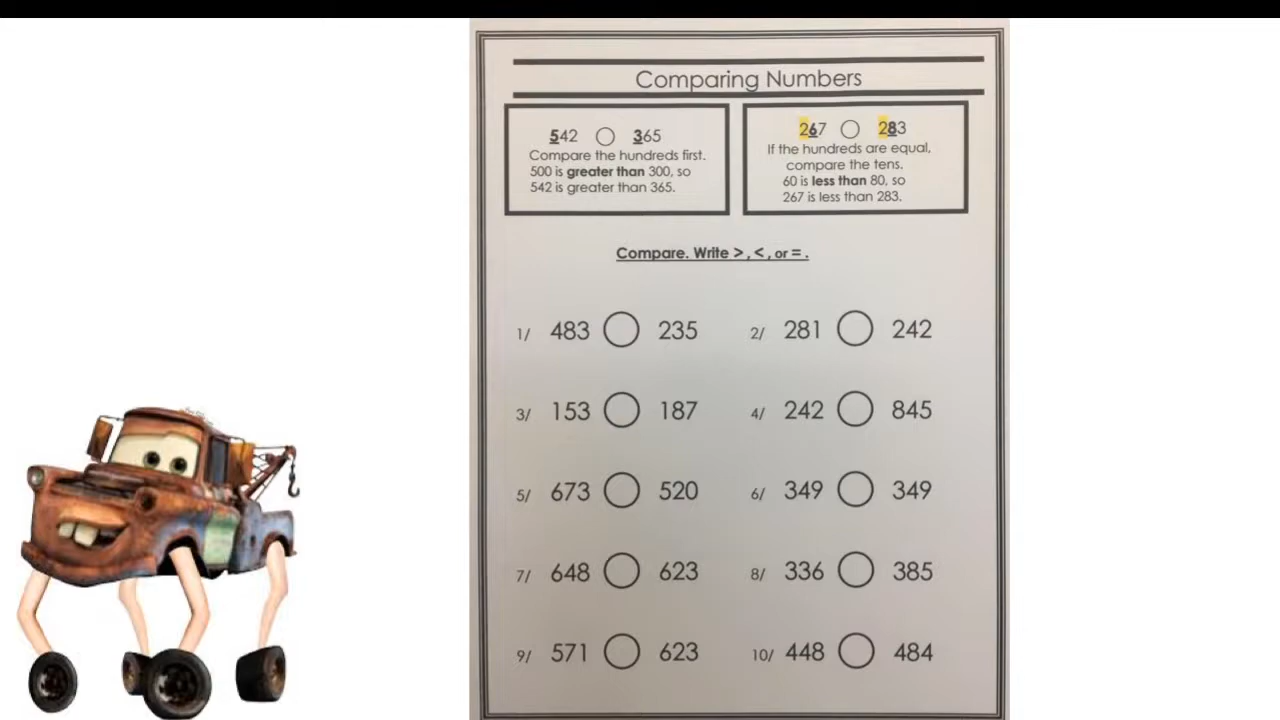 Comparing Numbers
542 ○ 365
Compare the hundreds first.
500 is greater than 300, so
542 is greater than 365.
267 ○ 283
If the hundreds are equal,
compare the tens.
60 is less than 80, so
267 is less than 283.
Compare. Write > , < , or = .
1/ 483 ○ 235
2/ 281 ○ 242
3/ 153 ○ 187
4/ 242 ○ 845
5/ 673 ○ 520
6/ 349 ○ 349
7/ 648 ○ 623
8/ 336 ○ 385
9/ 571 ○ 623
10/ 448 ○ 484